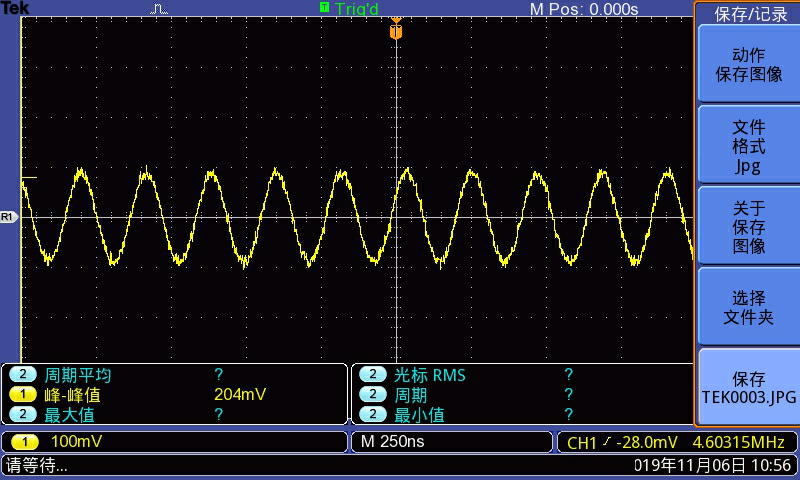 Tek Trig'd M Pos: 0.000s
保存/记录
T
动作
保存图像
文件
格式
Jpg
R1
关于
保存
图像
选择
文件夹
保存
TEK0003.JPG
2 周期平均 ?
1 峰-峰值 204mV
2 最大值 ?
2 光标 RMS ?
2 周期 ?
2 最小值 ?
1 100mV
M 250ns
CH1 -28.0mV 4.60315MHz
请等待...
019年11月06日 10:56